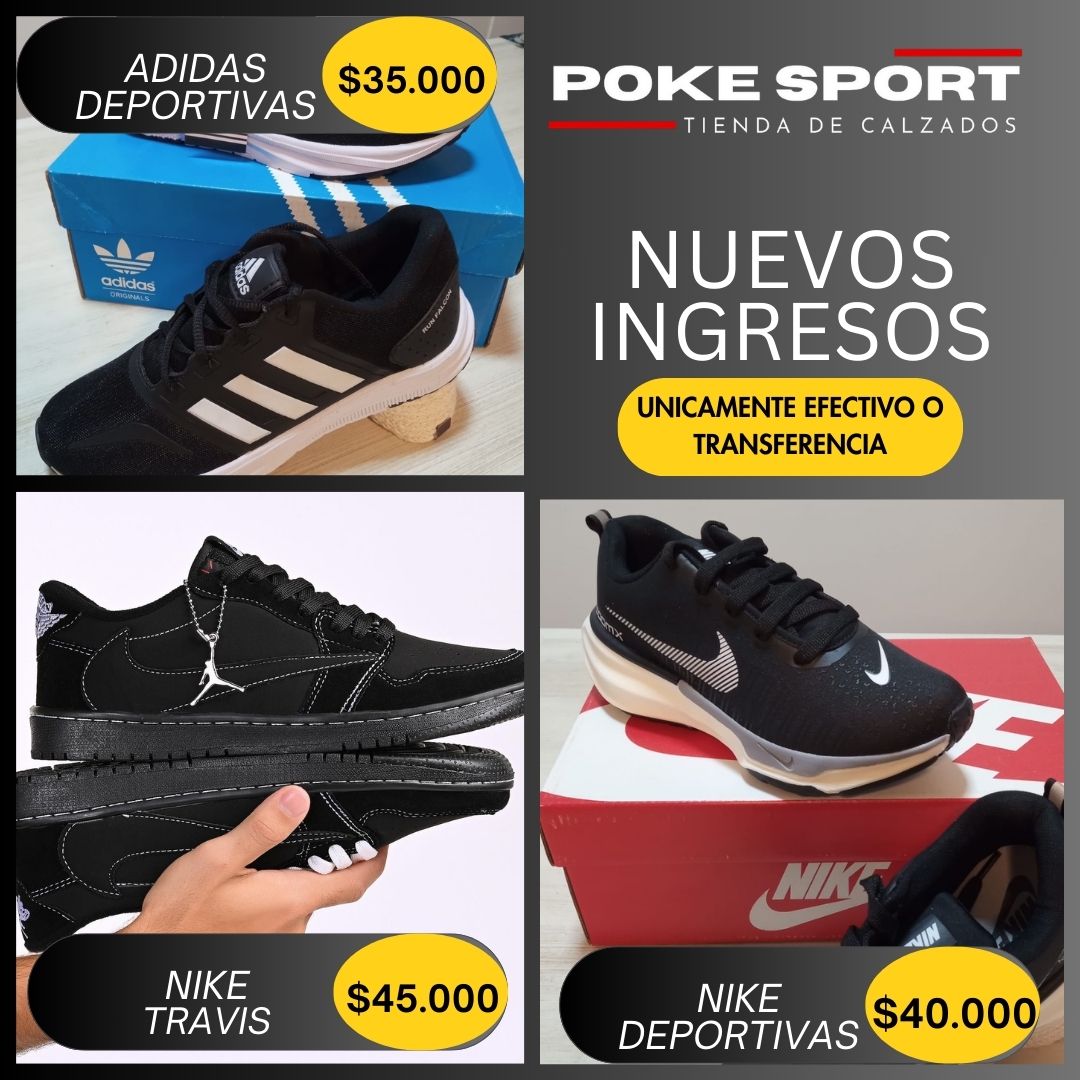 ADIDAS
DEPORTIVAS
$35.000
POKE SPORT
TIENDA DE CALZADOS
adidas
ORIGINALS
adidas
RUN FALCON
NUEVOS
INGRESOS
UNICAMENTE EFECTIVO O
TRANSFERENCIA
NIKE
NIKE
TRAVIS
$45.000
NIKE
DEPORTIVAS
$40.000